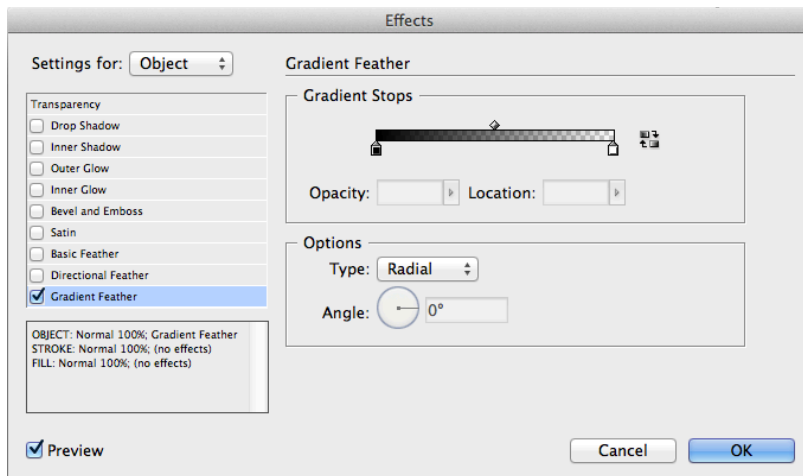 Effects
Settings for: Object
Transparency
Drop Shadow
Inner Shadow
Outer Glow
Inner Glow
Bevel and Emboss
Satin
Basic Feather
Directional Feather
Gradient Feather
OBJECT: Normal 100%; Gradient Feather
STROKE: Normal 100%; (no effects)
FILL: Normal 100%; (no effects)
Preview
Gradient Feather
Gradient Stops
Opacity: Location:
Options
Type: Radial
Angle: 0°
Cancel OK